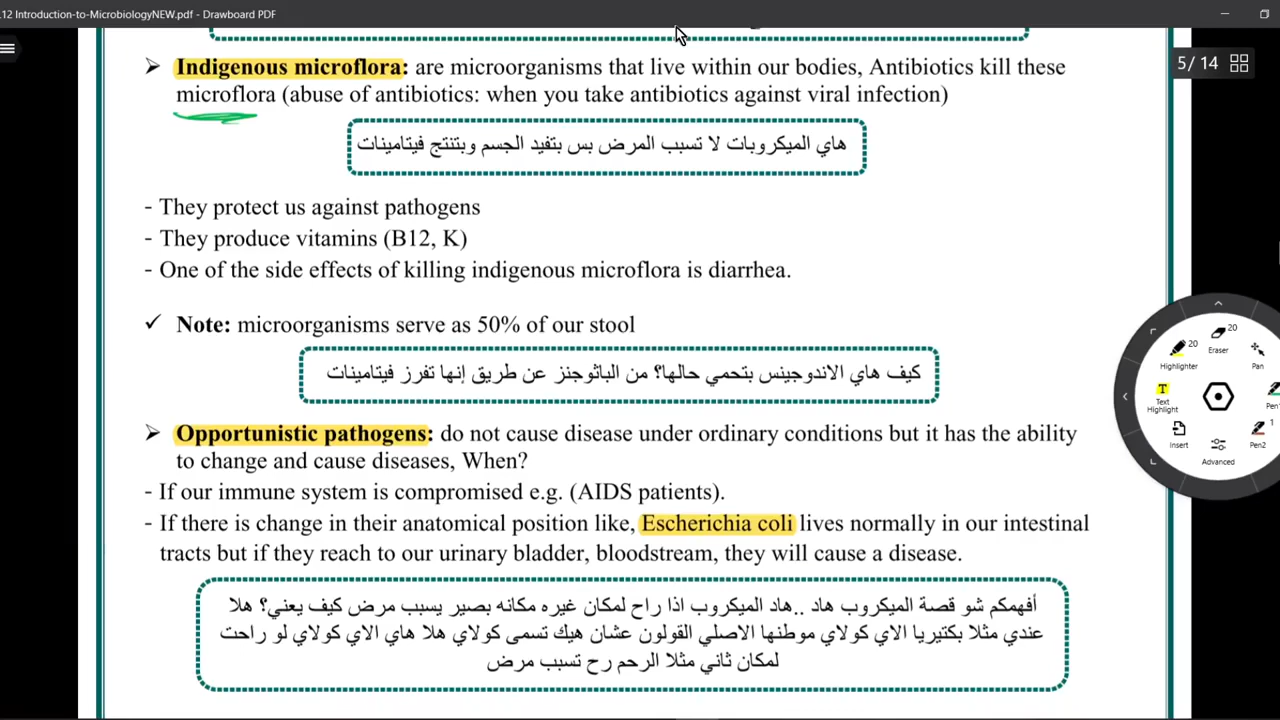 .12 Introduction-to-MicrobiologyNEW.pdf - Drawboard PDF
5/ 14
➤ Indigenous microflora: are microorganisms that live within our bodies, Antibiotics kill these
microflora (abuse of antibiotics: when you take antibiotics against viral infection)
هاي الميكروبات لا تسبب المرض بس بتفيد الجسم وبتنتج فيتامينات
- They protect us against pathogens
- They produce vitamins (B12, K)
- One of the side effects of killing indigenous microflora is diarrhea.
✓ Note: microorganisms serve as 50% of our stool
كيف هاي الاندوجينس بتحمي حالها؟ من الباثوجنز عن طريق إنها تفرز فيتامينات
➤ Opportunistic pathogens: do not cause disease under ordinary conditions but it has the ability
to change and cause diseases, When?
- If our immune system is compromised e.g. (AIDS patients).
- If there is change in their anatomical position like, Escherichia coli lives normally in our intestinal
tracts but if they reach to our urinary bladder, bloodstream, they will cause a disease.
أفهمكم شو قصة الميكروب هاد ..هاد الميكروب اذا راح لمكان غيره مكانه بصير يسبب مرض كيف يعني؟ هلا
عندي مثلا بكتيريا الاي كولاي موطنها الاصلي القولون عشان هيك تسمى كولاي هلا هاي الاي كولاي لو راحت
لمكان ثاني مثلا الرحم رح تسبب مرض
20
Eraser
20
Highlighter
Pan
T
Text
Highlight
Pen
Insert
1
Pen2
Advanced